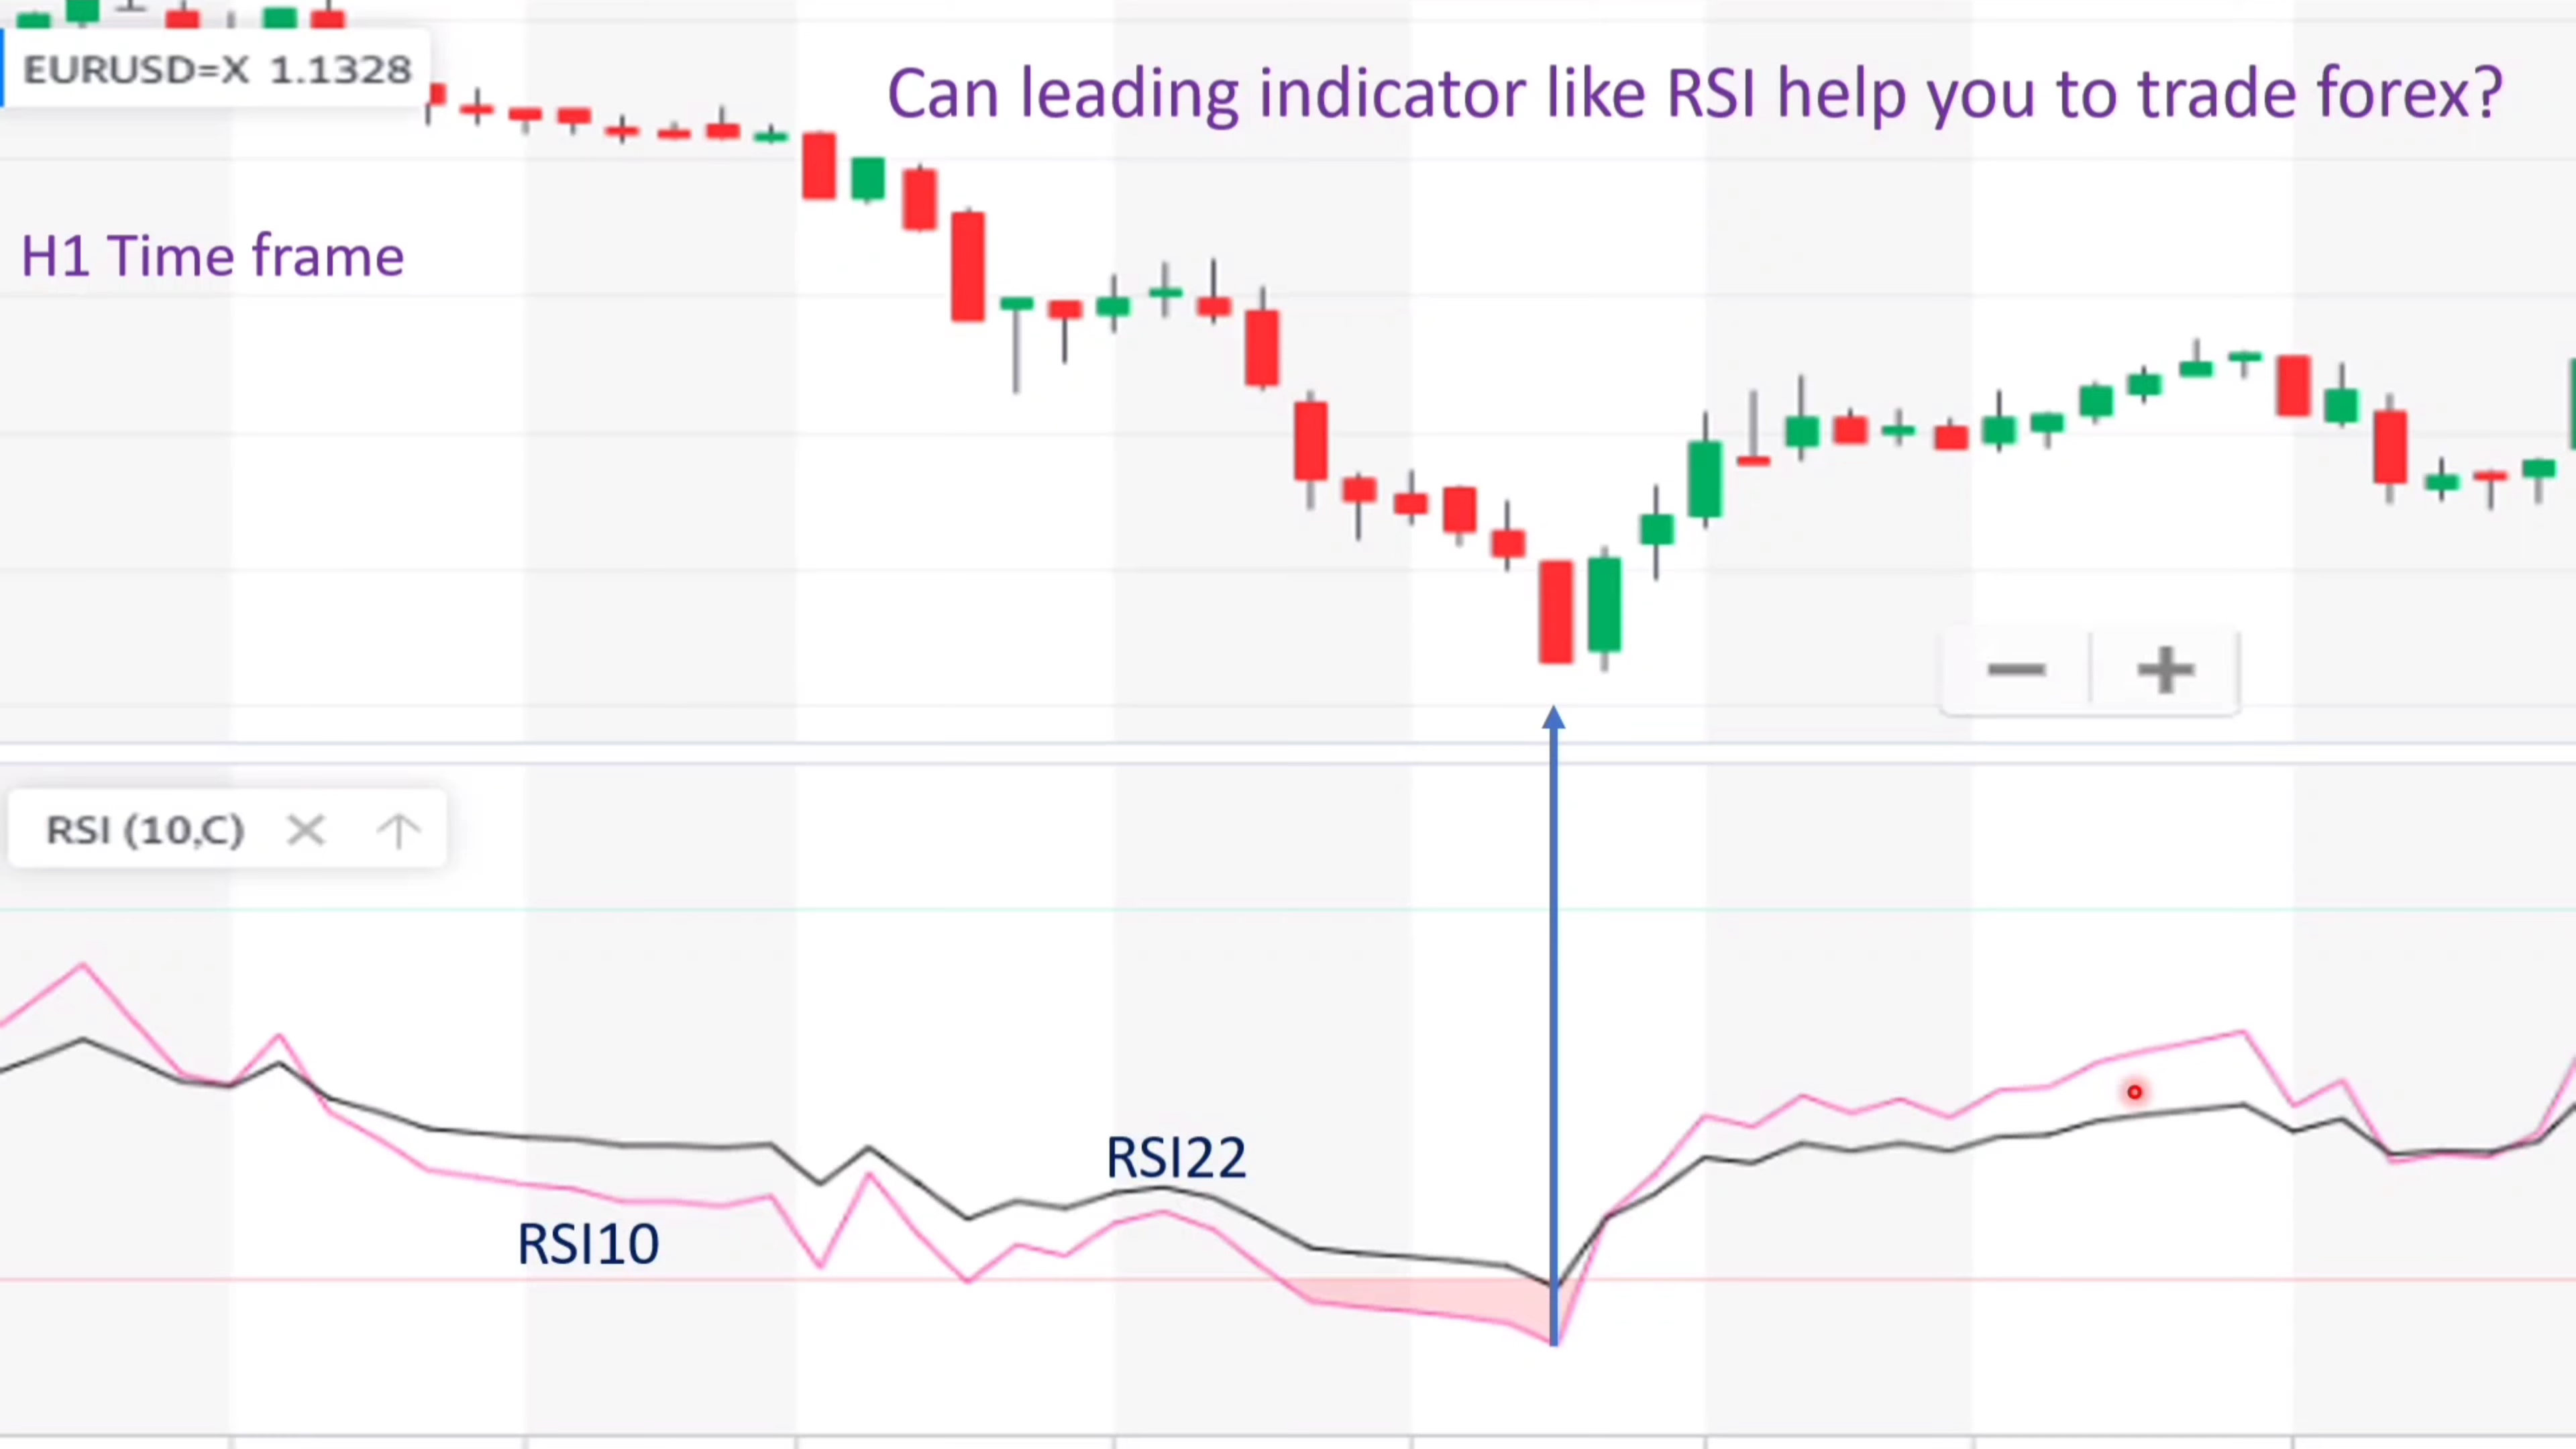 EURUSD=X 1.1328
Can leading indicator like RSI help you to trade forex?
H1 Time frame
RSI (10,C)
RSI22
RSI10